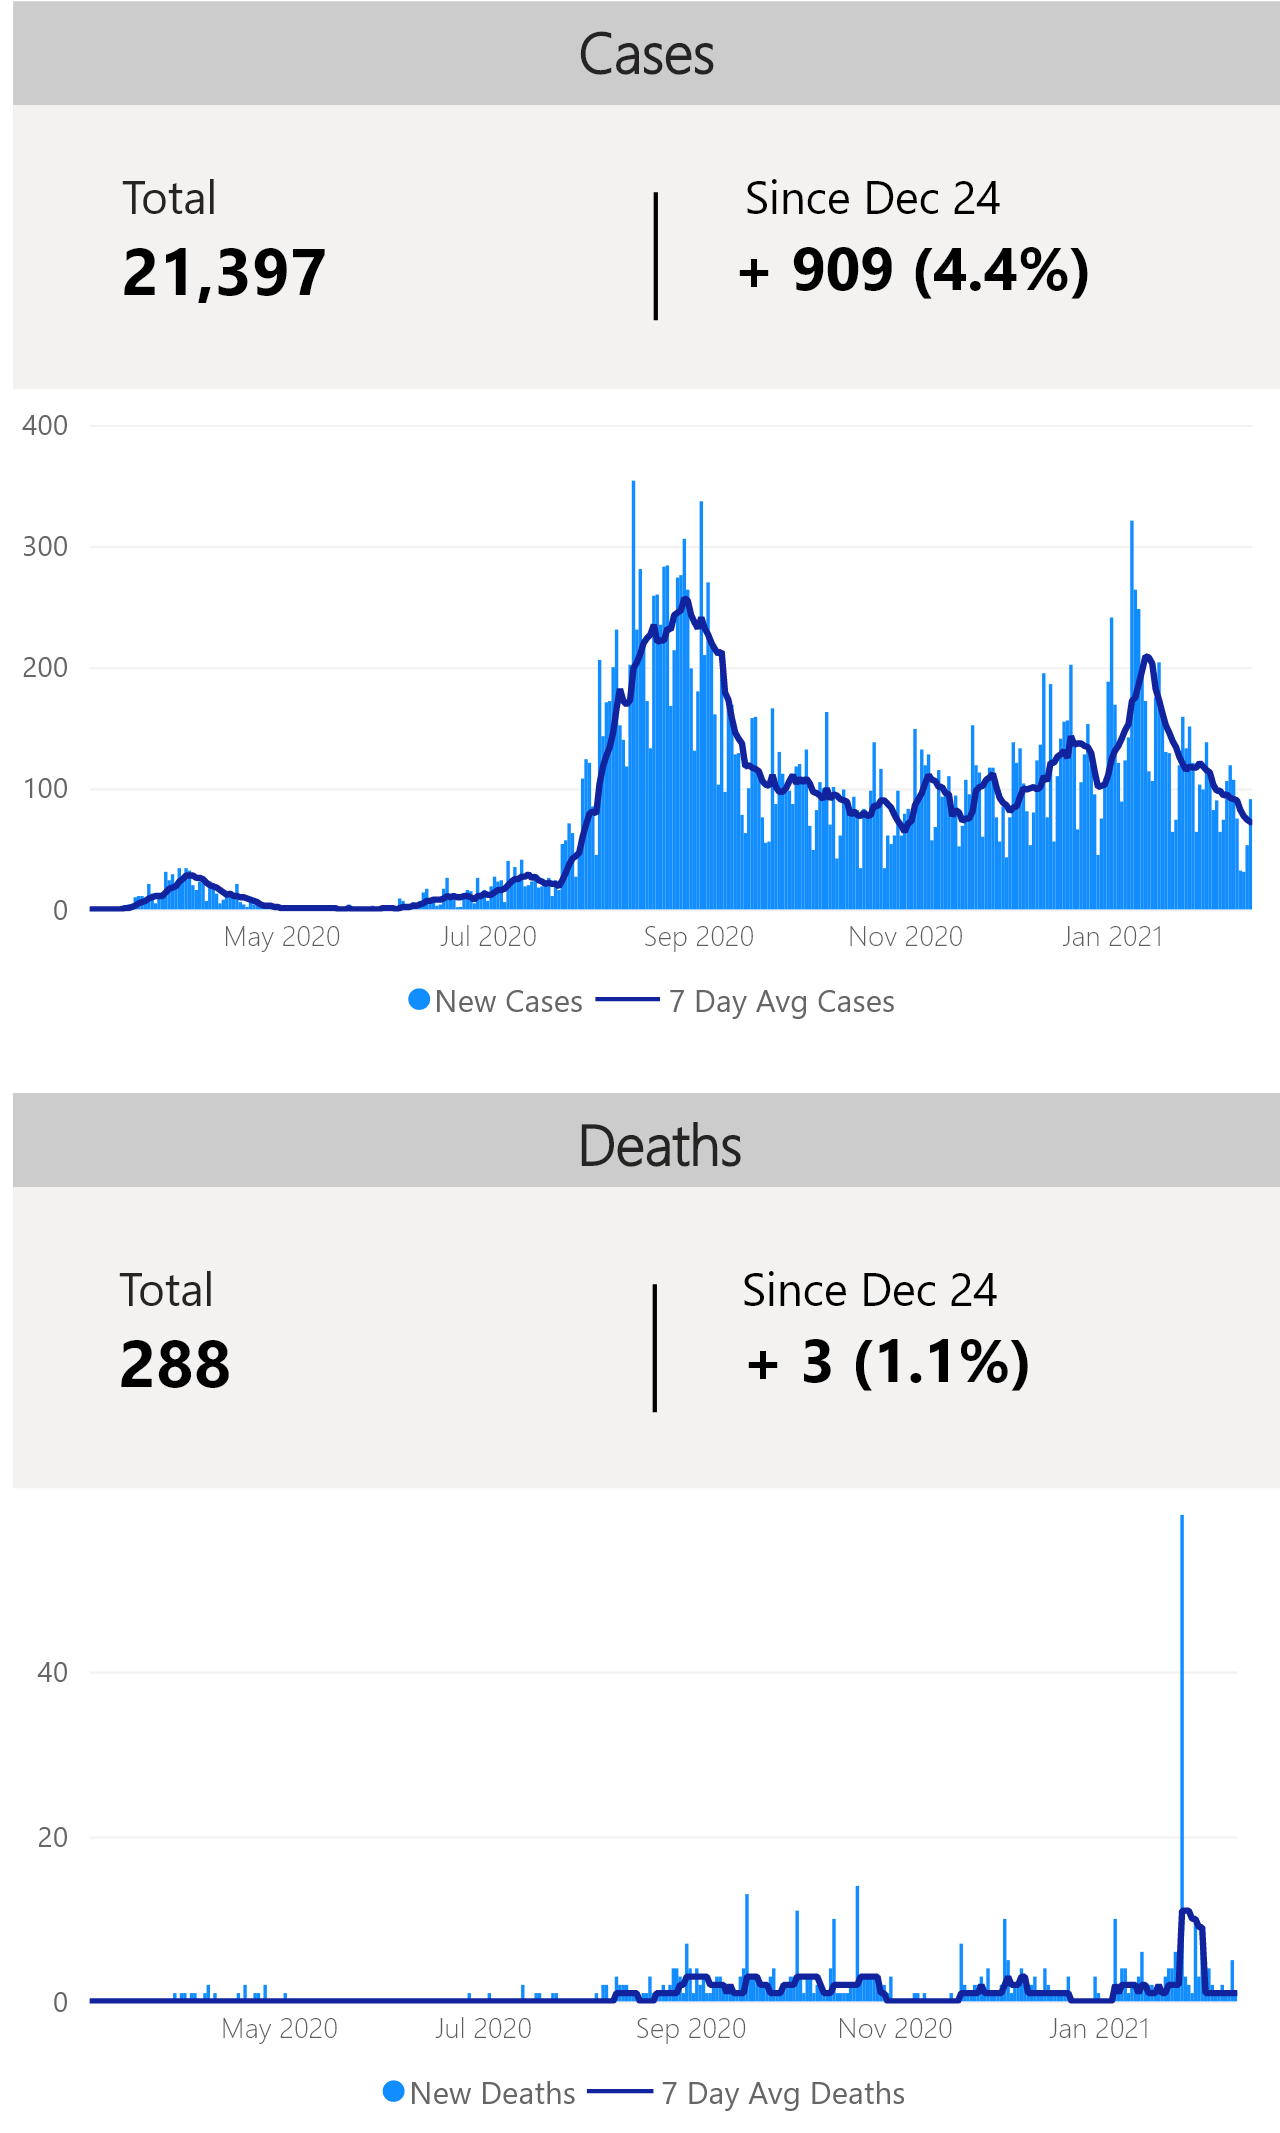 Cases
Total
Since Dec 24
21,397
+ 909 (4.4%)
400
300
200
100
0
May 2020
Jul 2020
Sep 2020
Nov 2020
Jan 2021
New Cases
7 Day Avg Cases
Deaths
Total
Since Dec 24
288
+ 3 (1.1%)
40
20
0
May 2020
Jul 2020
Sep 2020
Nov 2020
Jan 2021
New Deaths
7 Day Avg Deaths